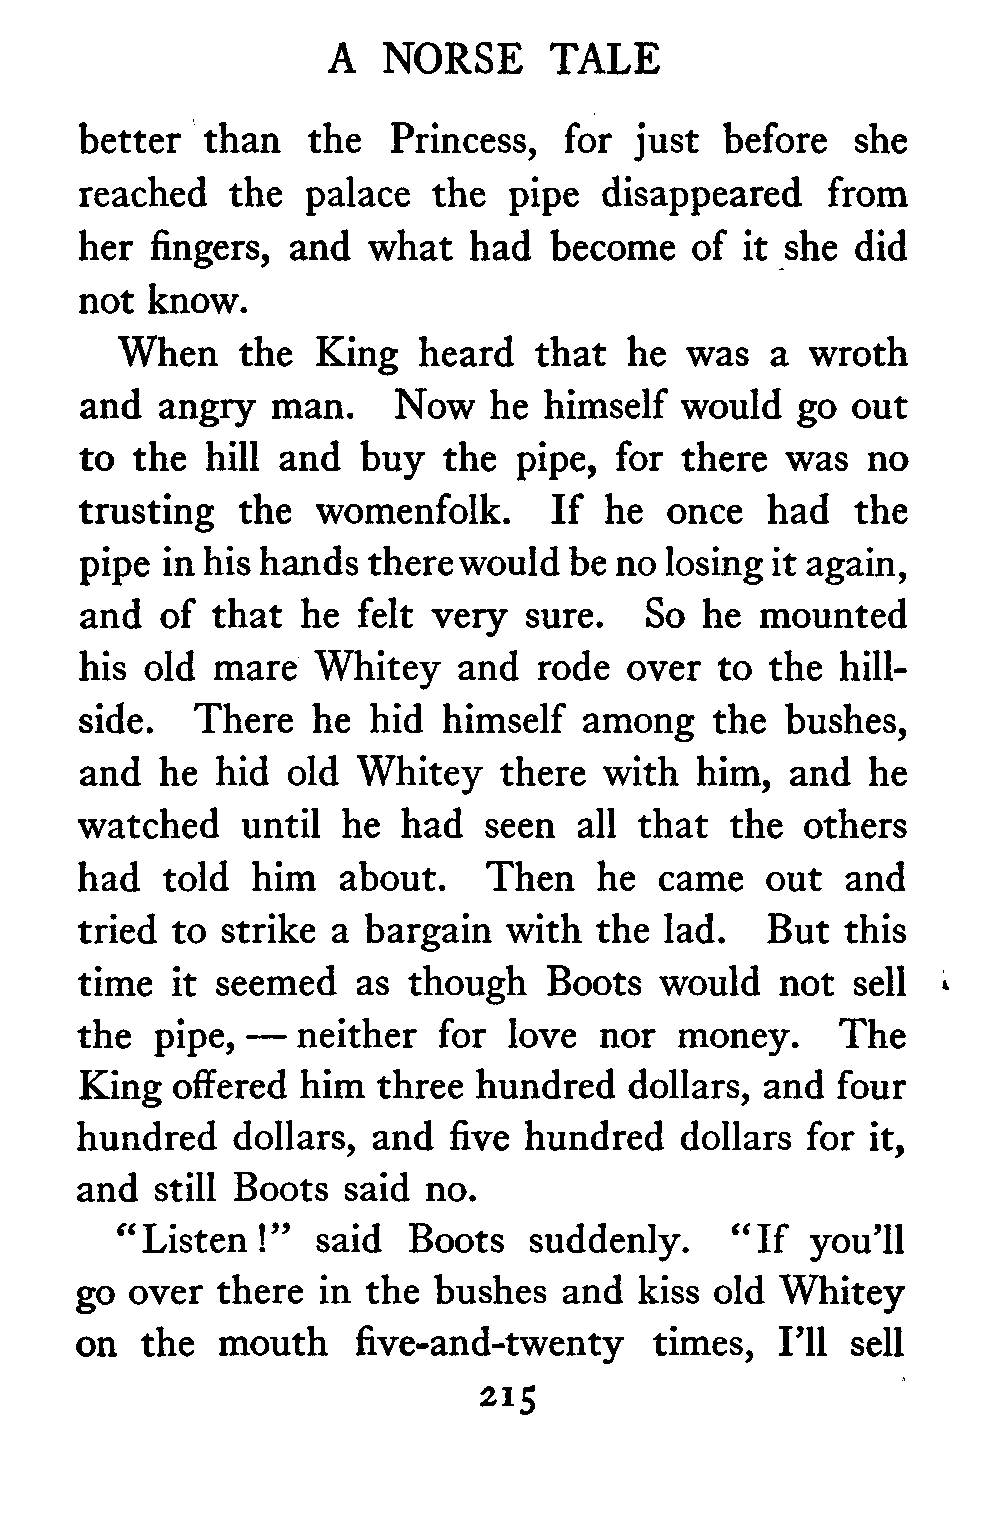 A NORSE TALE
better than the Princess, for just before she
reached the palace the pipe disappeared from
her fingers, and what had become of it she did
not know.
When the King heard that he was a wroth
and angry man. Now he himself would go out
to the hill and buy the pipe, for there was no
trusting the womenfolk. If he once had the
pipe in his hands there would be no losing it again,
and of that he felt very sure. So he mounted
his old mare Whitey and rode over to the hill-
side. There he hid himself among the bushes,
and he hid old Whitey there with him, and he
watched until he had seen all that the others
had told him about. Then he came out and
tried to strike a bargain with the lad. But this
time it seemed as though Boots would not sell
the pipe, — neither for love nor money. The
King offered him three hundred dollars, and four
hundred dollars, and five hundred dollars for it,
and still Boots said no.
“Listen!” said Boots suddenly. “If you’ll
go over there in the bushes and kiss old Whitey
on the mouth five-and-twenty times, I’ll sell
215